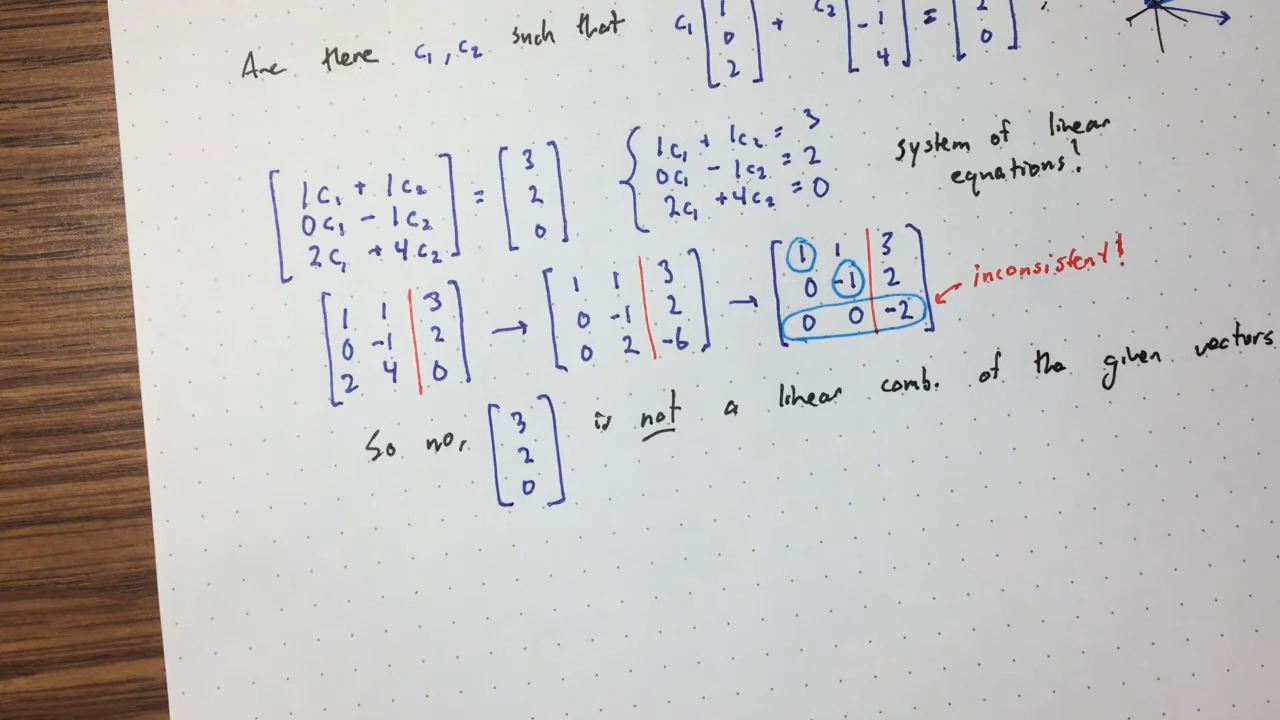 Are there c₁, c₂ such that c₁ [1 0 2] + c₂ [-1 4] = [2 0]
[1c₁ + 1c₂ 0c₁ - 1c₂ 2c₁ + 4c₂] = [3 2 0]
{1c₁ + 1c₂ = 3
0c₁ - 1c₂ = 2
2c₁ + 4c₂ = 0
system of linear
equations!
[1 1 | 3
0 -1 | 2
2 4 | 0]
→
[1 1 | 3
0 -1 | 2
0 2 | -6]
→
[1 1 | 3
0 -1 | 2
0 0 | -2]
← inconsistent!
So no, [3 2 0] is not a linear comb. of the given vectors